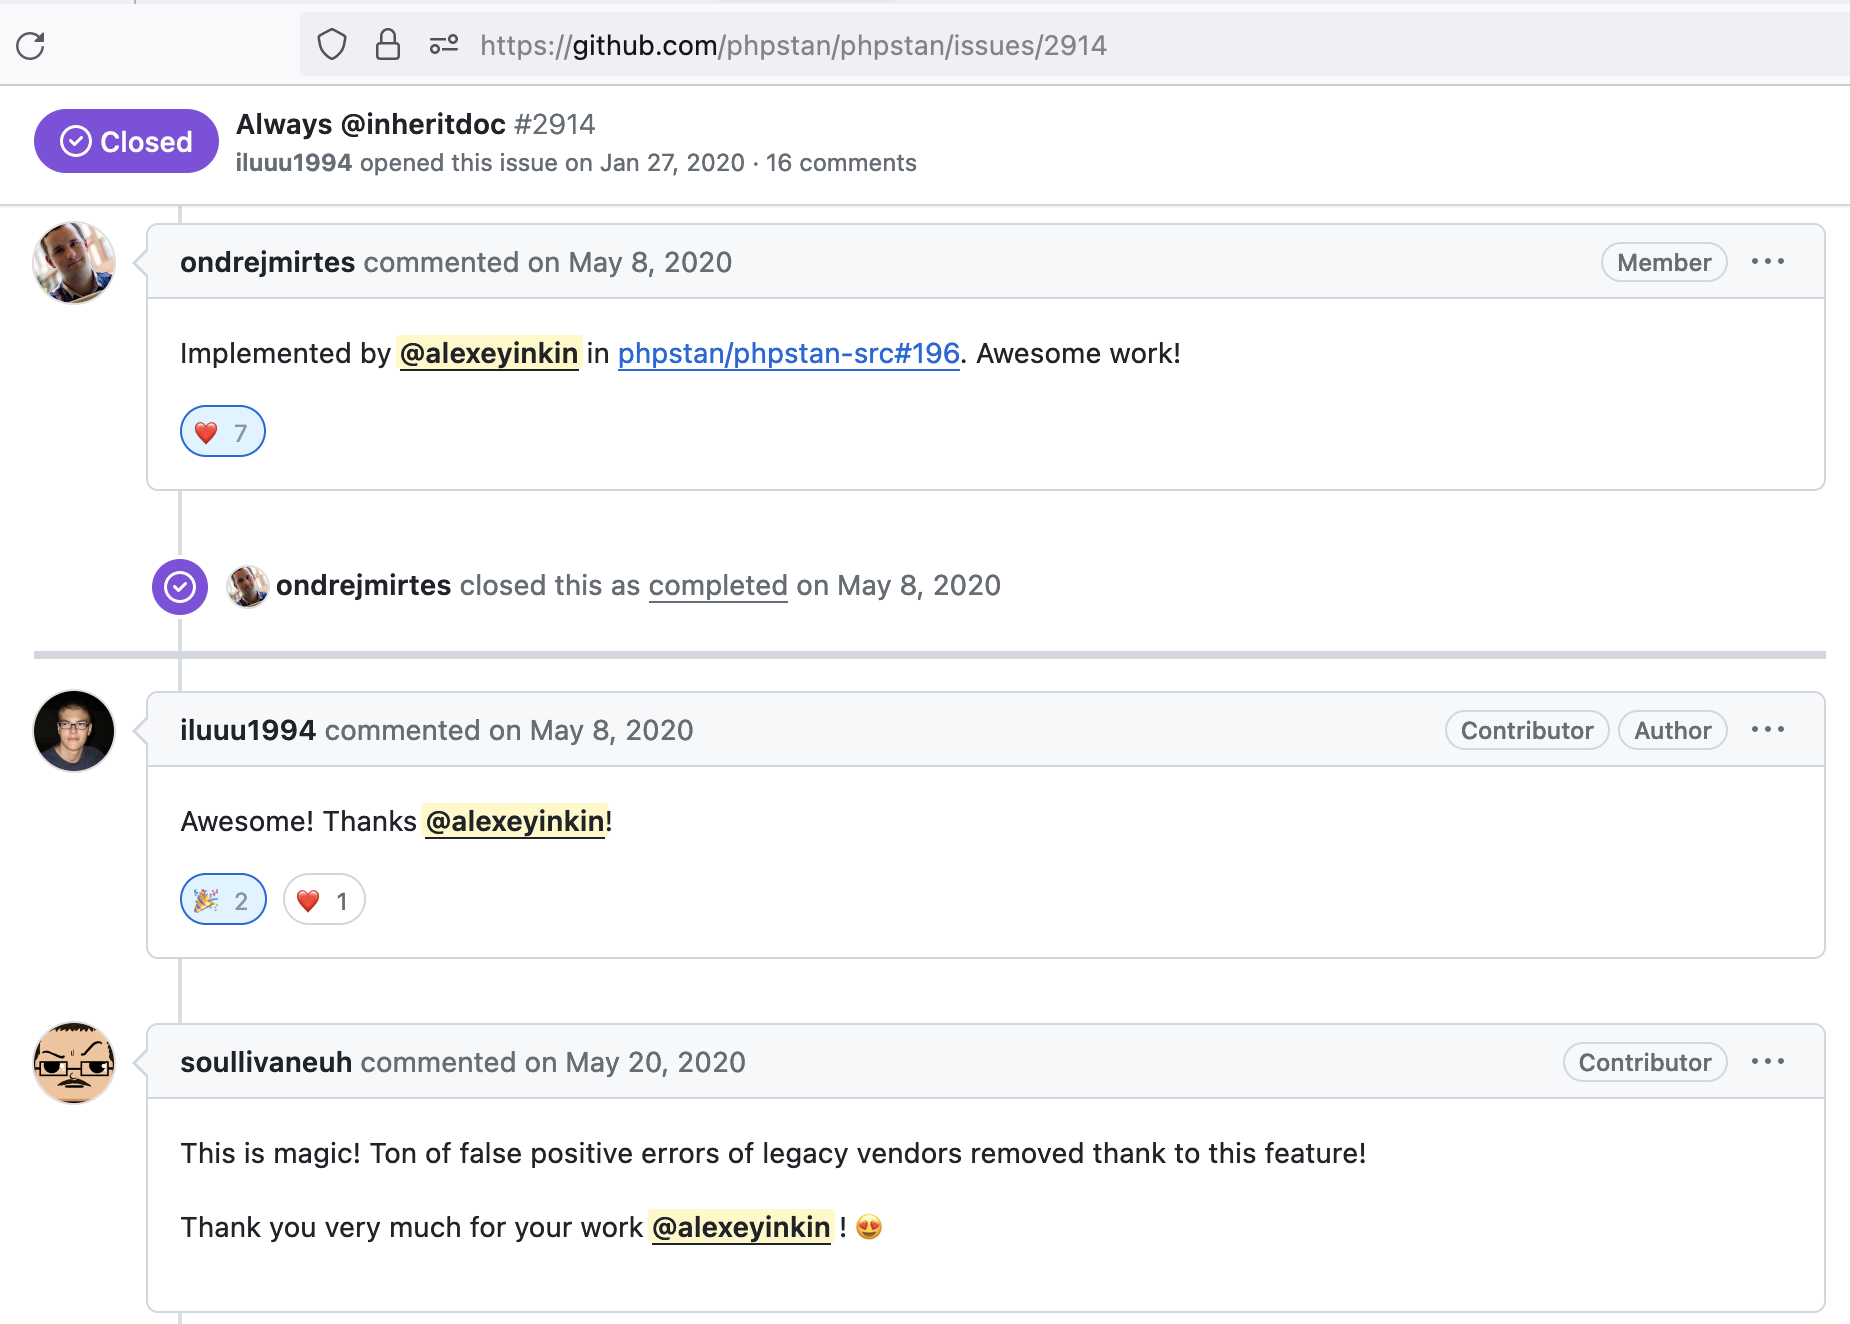 https://github.com/phpstan/phpstan/issues/2914
Closed
Always @inheritdoc #2914
iluuu1994 opened this issue on Jan 27, 2020 · 16 comments
ondrejmirtes commented on May 8, 2020
Member
Implemented by @alexeyinkin in phpstan/phpstan-src#196. Awesome work!
❤️ 7
ondrejmirtes closed this as completed on May 8, 2020
iluuu1994 commented on May 8, 2020
Contributor
Author
Awesome! Thanks @alexeyinkin!
🎉 2 ❤️ 1
soullivaneuh commented on May 20, 2020
Contributor
This is magic! Ton of false positive errors of legacy vendors removed thank to this feature!
Thank you very much for your work @alexeyinkin ! 😍